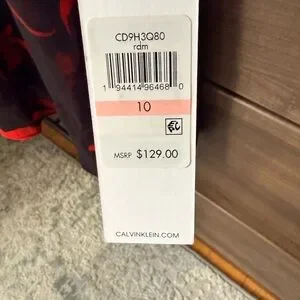 CD9H3Q80
rdm
1 94414 96468 0
10
MSRP $129.00
CALVINKLEIN.COM